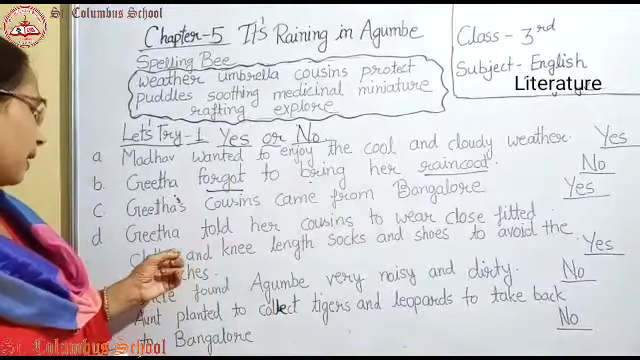 St. Columbus School
Chapter-5 It's Raining in Agumbe
Class - 3rd
Subject - English
Literature
Spelling Bee
weather umbrella cousins protect
puddles soothing medicinal miniature
rafting explore
Let's Try-1 Yes or No
a Madhav wanted to enjoy the cool and cloudy weather. Yes
b. Geetha forgot to bring her raincoat. No
c. Geetha's cousins came from Bangalore Yes
d Geetha told her cousins to wear close fitted
and knee length socks and shoes to avoid the
Yes
found Agumbe very noisy and dirty. No
Aunt planted to collect tigers and leopards to take back
to Bangalore No
St. Columbus School